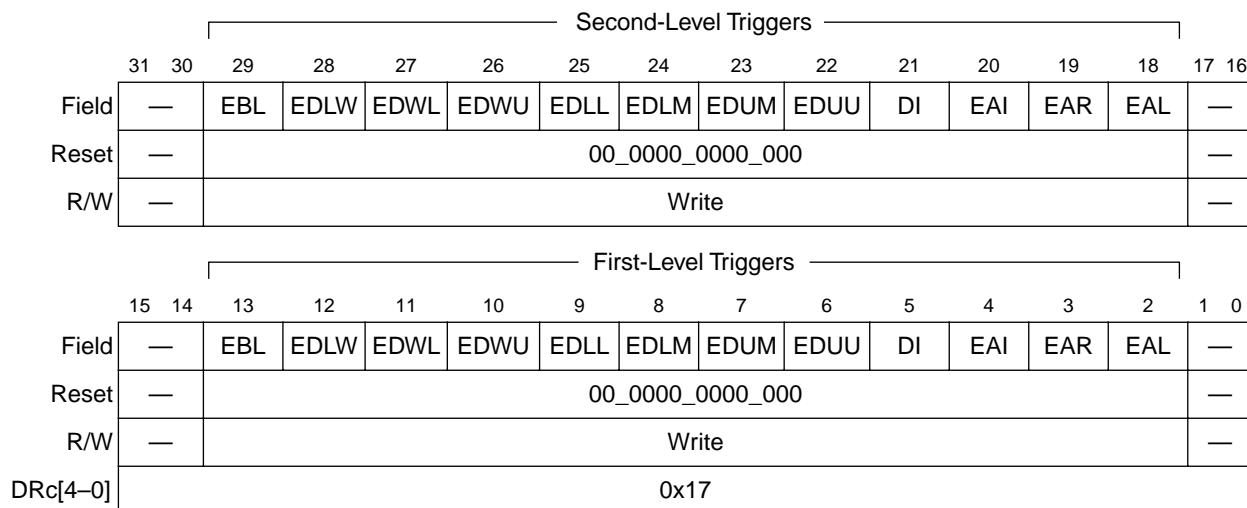 Second-Level Triggers
31 30 29 28 27 26 25 24 23 22 21 20 19 18 17 16
Field — EBL EDLW EDWL EDWU EDLL EDLM EDUM EDUU DI EAI EAR EAL —
Reset — 00_0000_0000_000 —
R/W — Write —
First-Level Triggers
15 14 13 12 11 10 9 8 7 6 5 4 3 2 1 0
Field — EBL EDLW EDWL EDWU EDLL EDLM EDUM EDUU DI EAI EAR EAL —
Reset — 00_0000_0000_000 —
R/W — Write —
DRc[4–0] 0x17